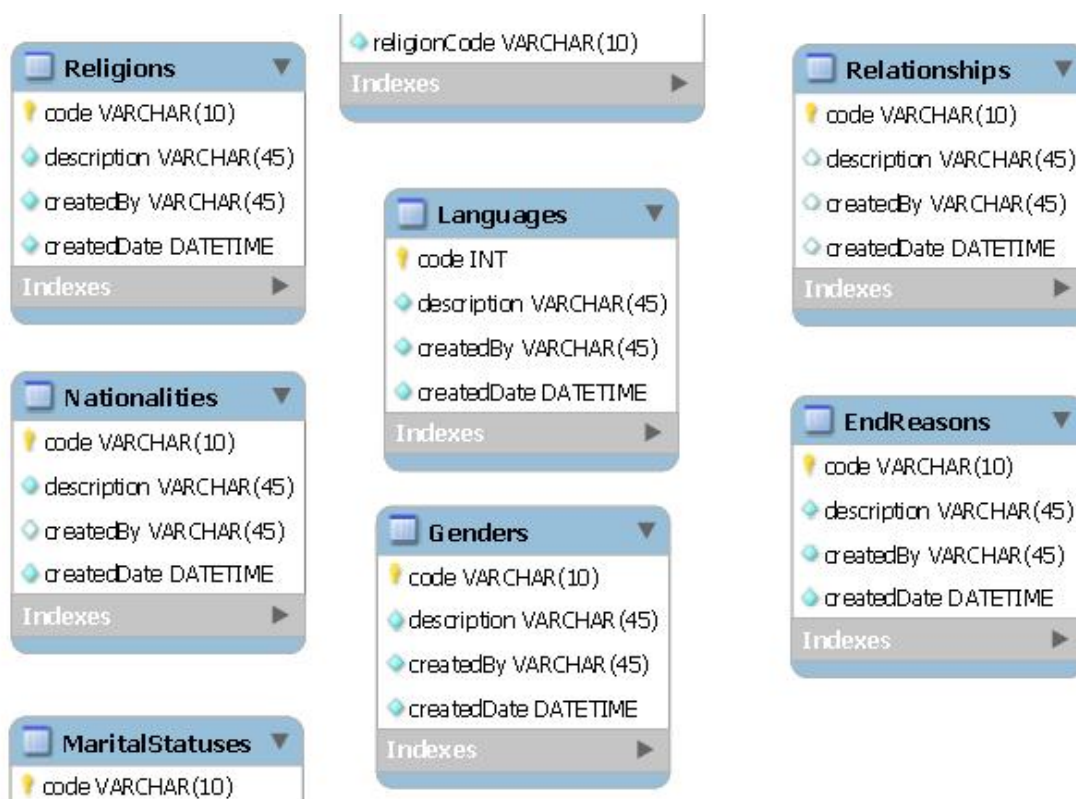 religionCode VARCHAR(10)
Indexes
Religions
code VARCHAR(10)
description VARCHAR(45)
createdBy VARCHAR(45)
createdDate DATETIME
Indexes
Nationalities
code VARCHAR(10)
description VARCHAR(45)
createdBy VARCHAR(45)
createdDate DATETIME
Indexes
MaritalStatuses
code VARCHAR(10)
Languages
code INT
description VARCHAR(45)
createdBy VARCHAR(45)
createdDate DATETIME
Indexes
Genders
code VARCHAR(10)
description VARCHAR(45)
createdBy VARCHAR(45)
createdDate DATETIME
Indexes
Relationships
code VARCHAR(10)
description VARCHAR(45)
createdBy VARCHAR(45)
createdDate DATETIME
Indexes
EndReasons
code VARCHAR(10)
description VARCHAR(45)
createdBy VARCHAR(45)
createdDate DATETIME
Indexes